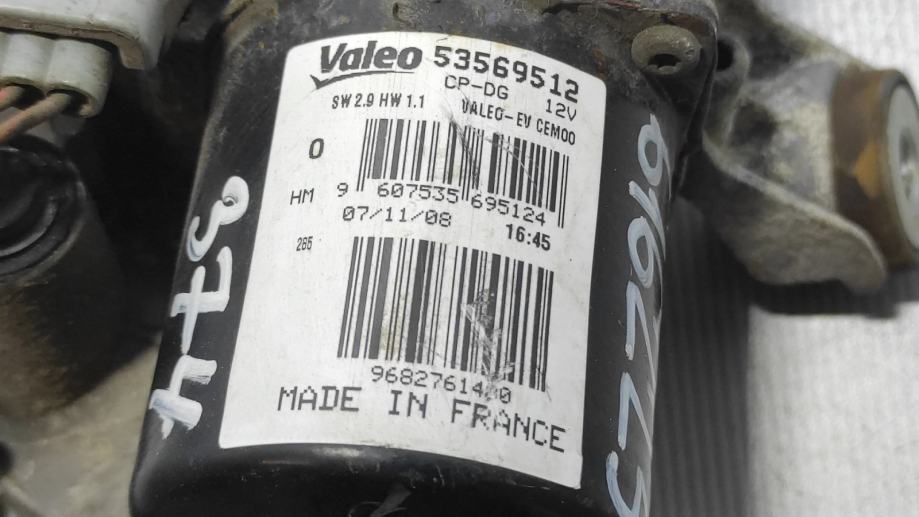 Valeo 53569512
CP-DG 12V
SW 2.9 HW 1.1 VALEO-EV CEM00
0
HM 9 607535 695124
07/11/08 16:45
265
MADE IN FRANCE